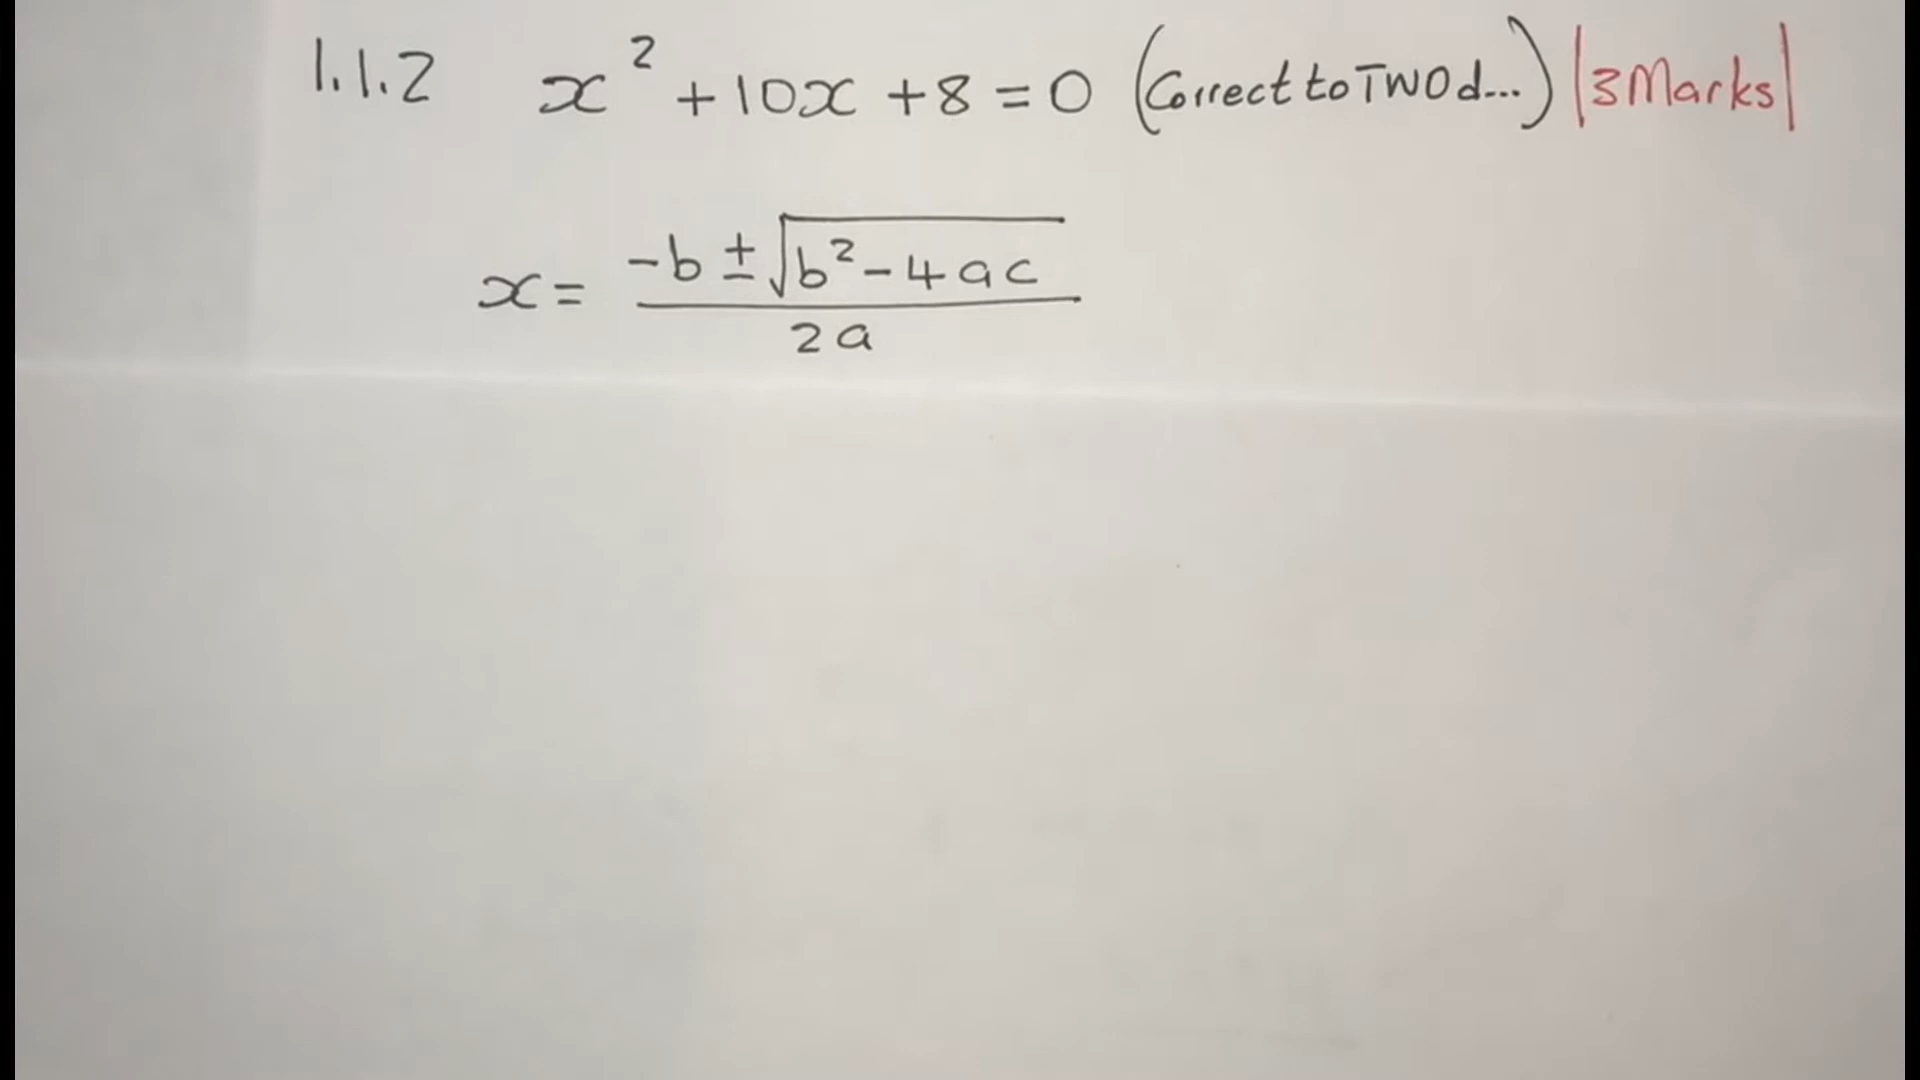 1.1.2 x² + 10x + 8 = 0 (Correct to TWO d...) |3 Marks|
x = (-b ± √(b² - 4ac)) / 2a